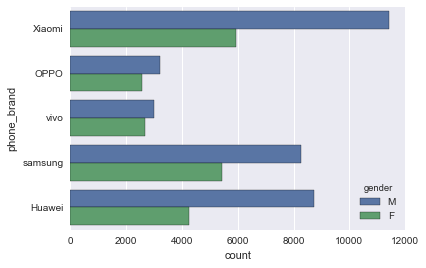 phone_brand
Xiaomi
OPPO
vivo
samsung
Huawei
gender
M
F
0 2000 4000 6000 8000 10000 12000
count